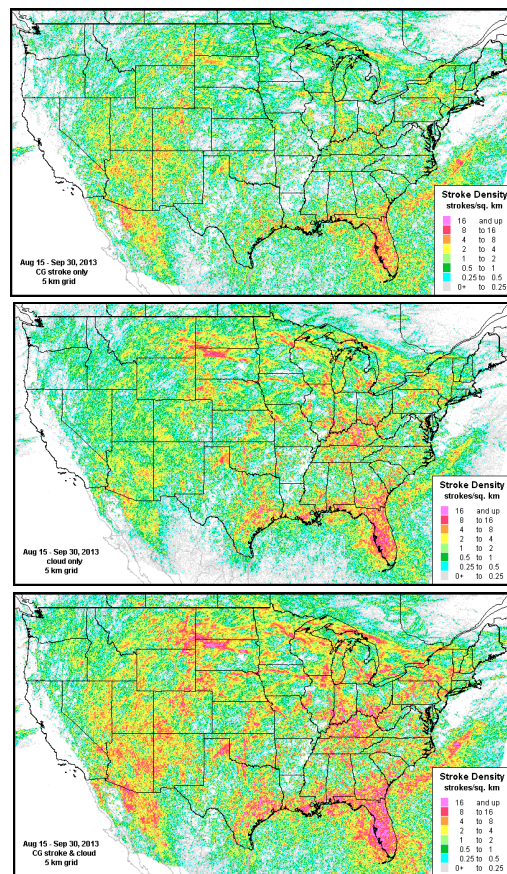 Stroke Density
strokes/sq. km
16 and up
8 to 16
4 to 8
2 to 4
1 to 2
0.5 to 1
0.25 to 0.5
0+ to 0.25
Aug 15 - Sep 30, 2013
CG stroke only
5 km grid
Stroke Density
strokes/sq. km
16 and up
8 to 16
4 to 8
2 to 4
1 to 2
0.5 to 1
0.25 to 0.5
0+ to 0.25
Aug 15 - Sep 30, 2013
cloud only
5 km grid
Stroke Density
strokes/sq. km
16 and up
8 to 16
4 to 8
2 to 4
1 to 2
0.5 to 1
0.25 to 0.5
0+ to 0.25
Aug 15 - Sep 30, 2013
CG stroke & cloud
5 km grid